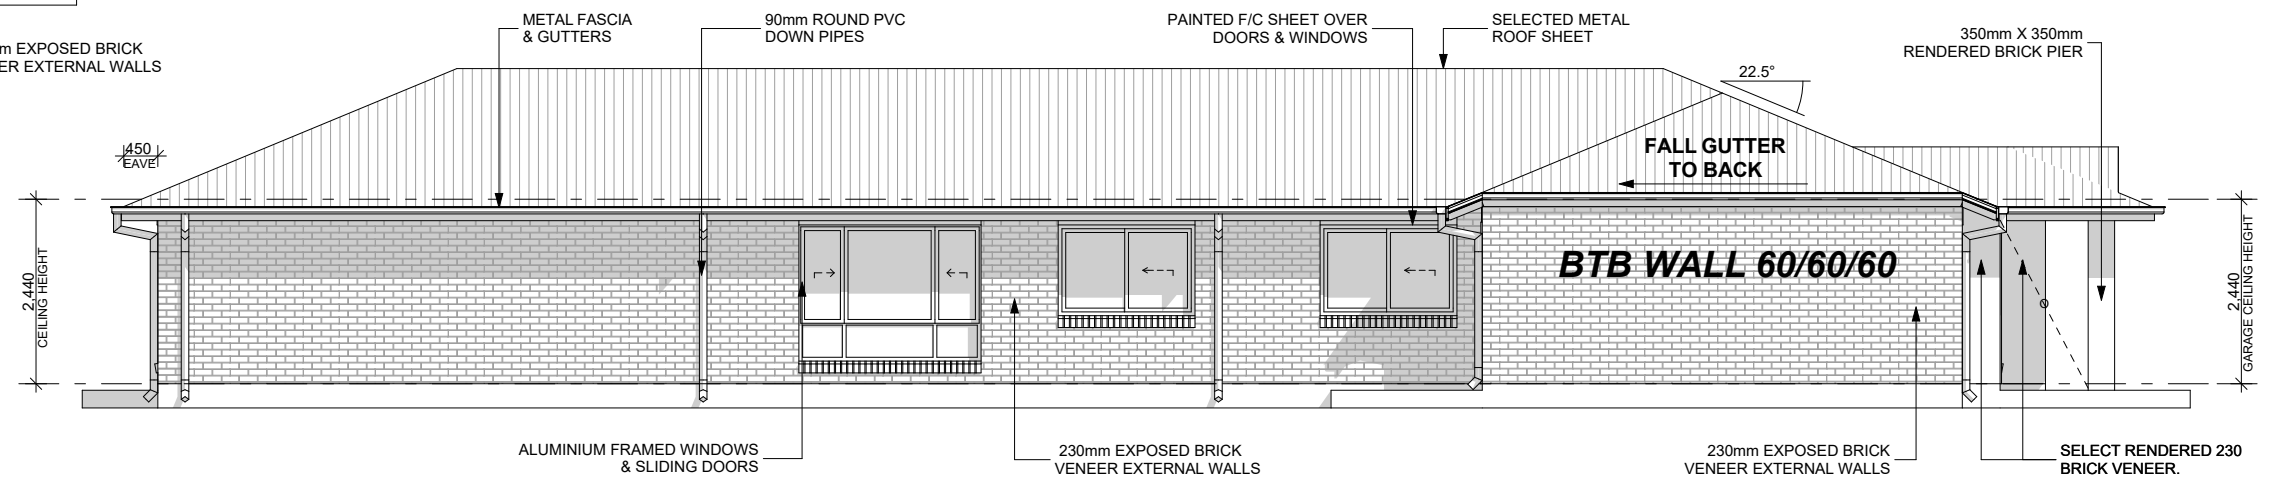 m EXPOSED BRICK
ER EXTERNAL WALLS
METAL FASCIA
& GUTTERS
90mm ROUND PVC
DOWN PIPES
PAINTED F/C SHEET OVER
DOORS & WINDOWS
SELECTED METAL
ROOF SHEET
350mm X 350mm
RENDERED BRICK PIER
22.5°
450
EAVE
FALL GUTTER
TO BACK
2,440
CEILING HEIGHT
BTB WALL 60/60/60
2,440
GARAGE CEILING HEIGHT
ALUMINIUM FRAMED WINDOWS
& SLIDING DOORS
230mm EXPOSED BRICK
VENEER EXTERNAL WALLS
230mm EXPOSED BRICK
VENEER EXTERNAL WALLS
SELECT RENDERED 230
BRICK VENEER.